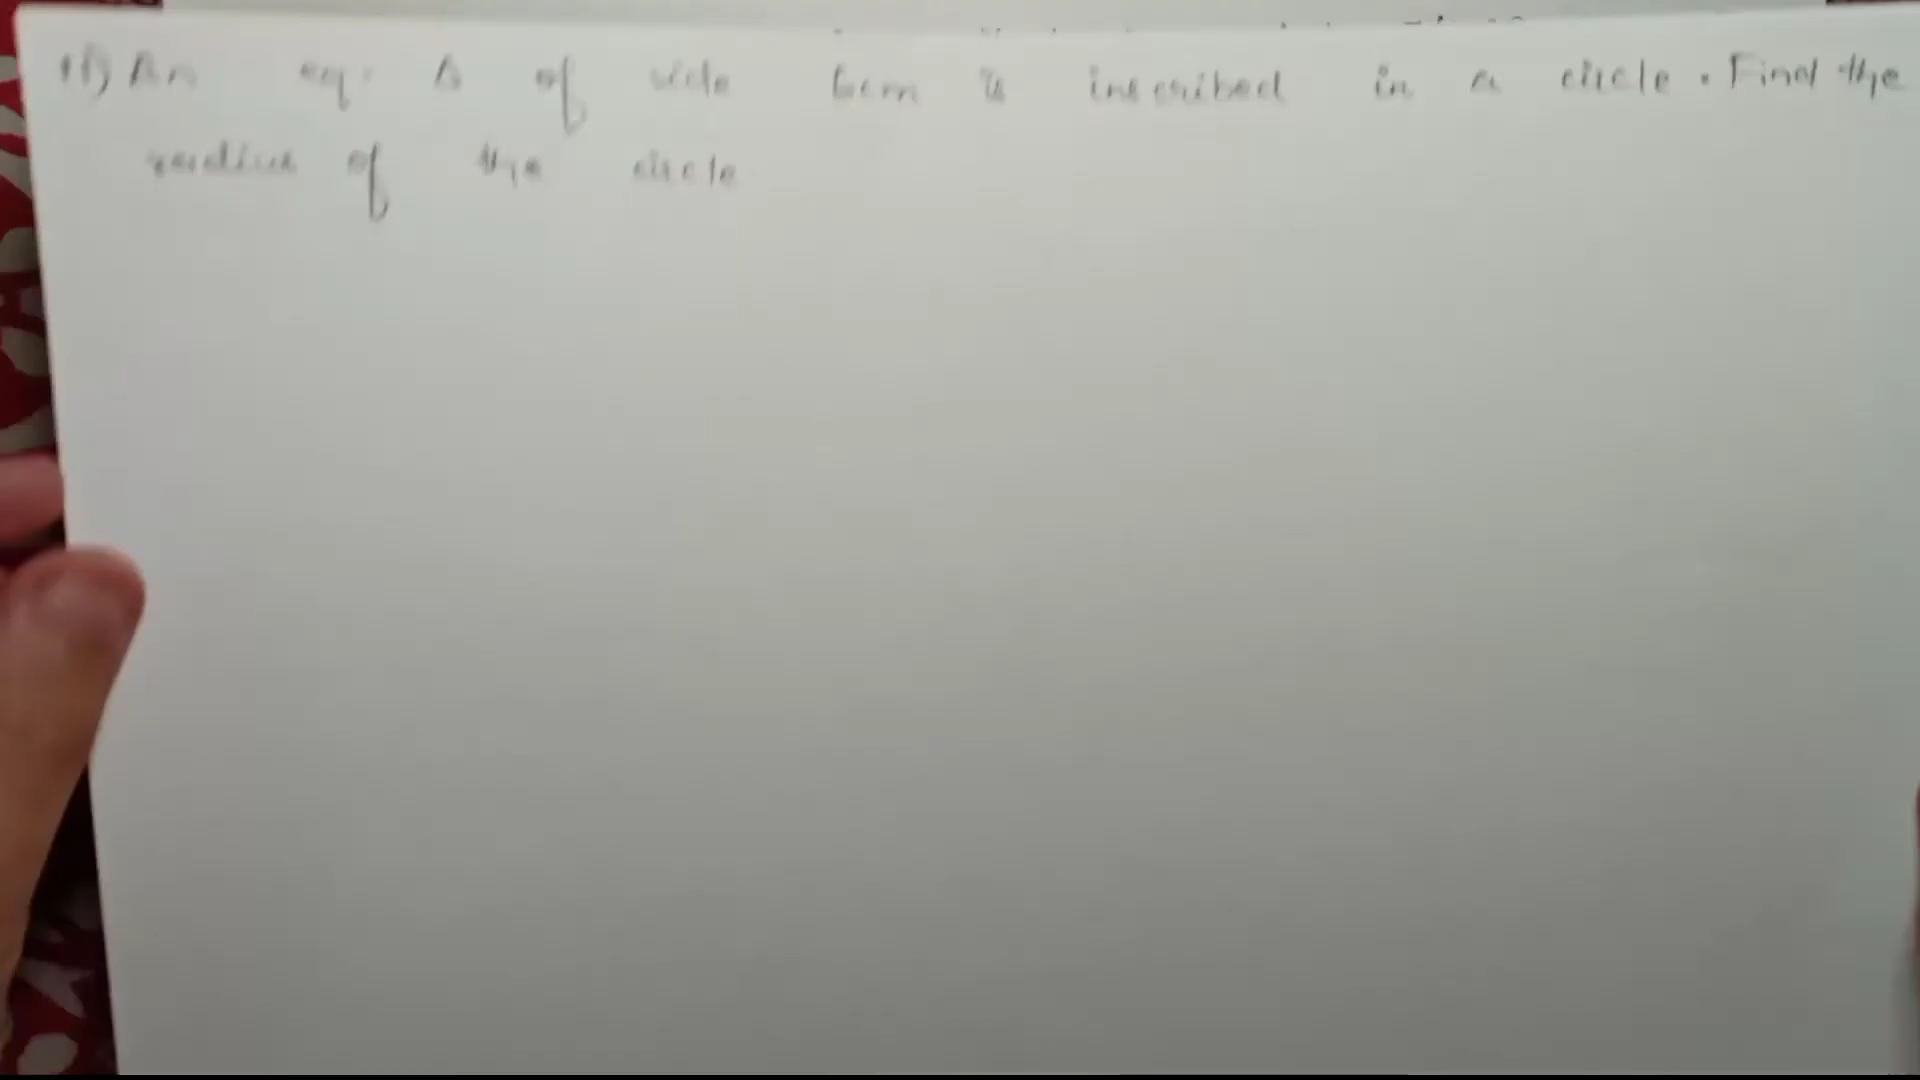 11) An eq. Δ of side 6cm is inscribed in a circle. Find the
radius of the circle